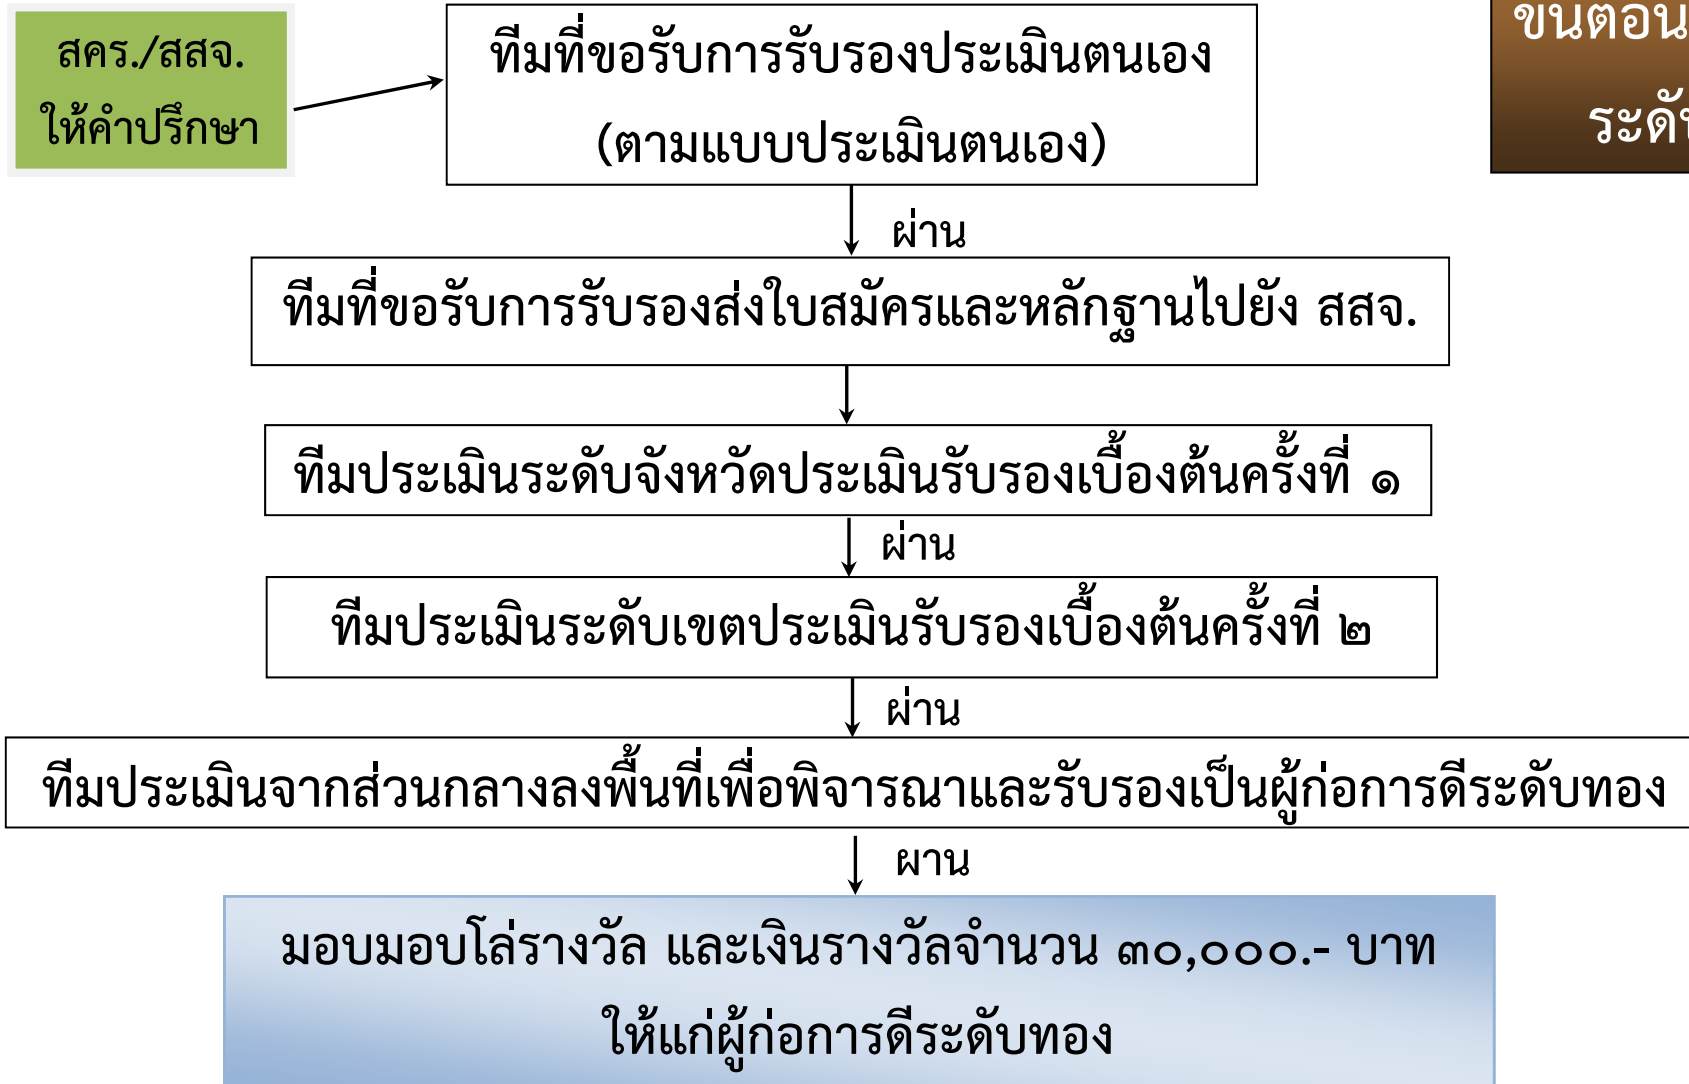 สคร./สสจ.
ให้คำปรึกษา
ทีมที่ขอรับการรับรองประเมินตนเอง
(ตามแบบประเมินตนเอง)
ผ่าน
ทีมที่ขอรับการรับรองส่งใบสมัครและหลักฐานไปยัง สสจ.
ทีมประเมินระดับจังหวัดประเมินรับรองเบื้องต้นครั้งที่ ๑
ผ่าน
ทีมประเมินระดับเขตประเมินรับรองเบื้องต้นครั้งที่ ๒
ผ่าน
ทีมประเมินจากส่วนกลางลงพื้นที่เพื่อพิจารณาและรับรองเป็นผู้ก่อการดีระดับทอง
ผาน
มอบมอบโล่รางวัล และเงินรางวัลจำนวน ๓๐,๐๐๐.- บาท
ให้แก่ผู้ก่อการดีระดับทอง